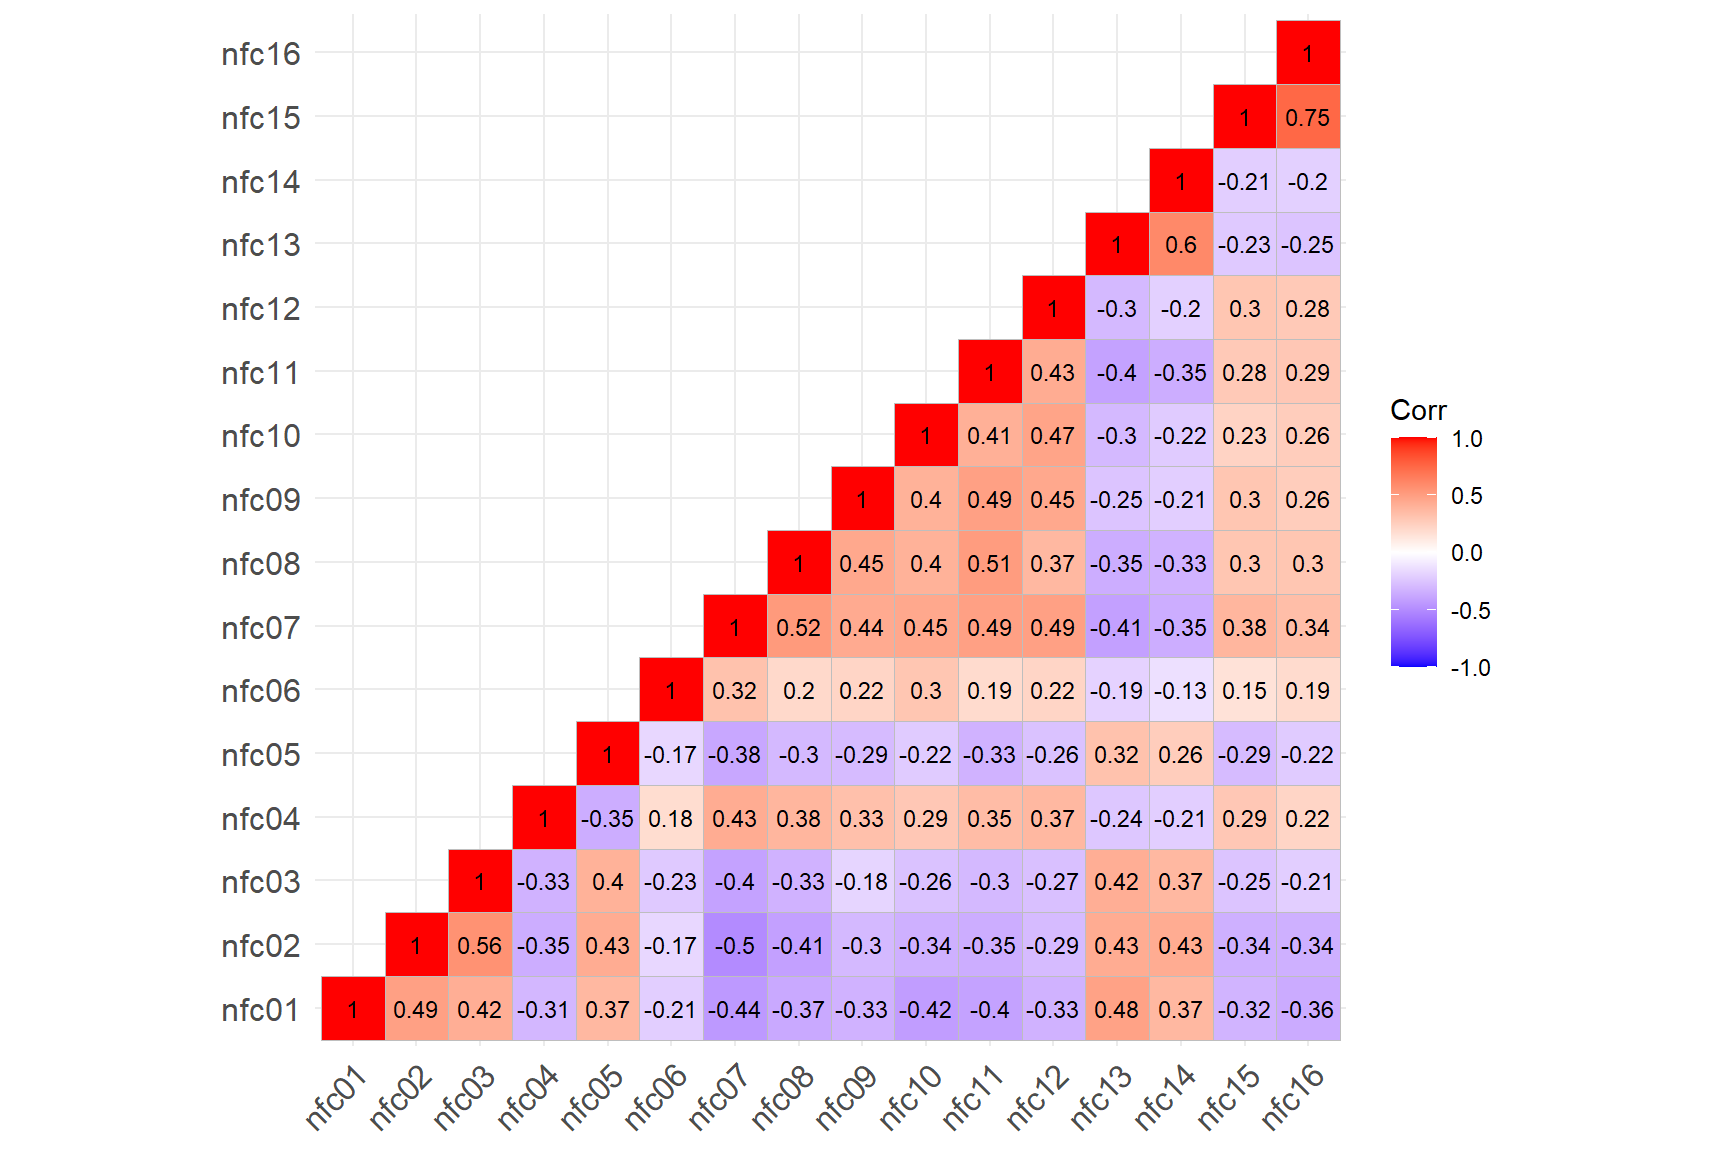 nfc16 1
nfc15 1 0.75
nfc14 1 -0.21 -0.2
nfc13 1 0.6 -0.23 -0.25
nfc12 1 -0.3 -0.2 0.3 0.28
nfc11 1 0.43 -0.4 -0.35 0.28 0.29
nfc10 1 0.41 0.47 -0.3 -0.22 0.23 0.26
nfc09 1 0.4 0.49 0.45 -0.25 -0.21 0.3 0.26
nfc08 1 0.45 0.4 0.51 0.37 -0.35 -0.33 0.3 0.3
nfc07 1 0.52 0.44 0.45 0.49 0.49 -0.41 -0.35 0.38 0.34
nfc06 1 0.32 0.2 0.22 0.3 0.19 0.22 -0.19 -0.13 0.15 0.19
nfc05 1 -0.17 -0.38 -0.3 -0.29 -0.22 -0.33 -0.26 0.32 0.26 -0.29 -0.22
nfc04 1 -0.35 0.18 0.43 0.38 0.33 0.29 0.35 0.37 -0.24 -0.21 0.29 0.22
nfc03 1 -0.33 0.4 -0.23 -0.4 -0.33 -0.18 -0.26 -0.3 -0.27 0.42 0.37 -0.25 -0.21
nfc02 1 0.56 -0.35 0.43 -0.17 -0.5 -0.41 -0.3 -0.34 -0.35 -0.29 0.43 0.43 -0.34 -0.34
nfc01 1 0.49 0.42 -0.31 0.37 -0.21 -0.44 -0.37 -0.33 -0.42 -0.4 -0.33 0.48 0.37 -0.32 -0.36
nfc01 nfc02 nfc03 nfc04 nfc05 nfc06 nfc07 nfc08 nfc09 nfc10 nfc11 nfc12 nfc13 nfc14 nfc15 nfc16
Corr
1.0
0.5
0.0
-0.5
-1.0